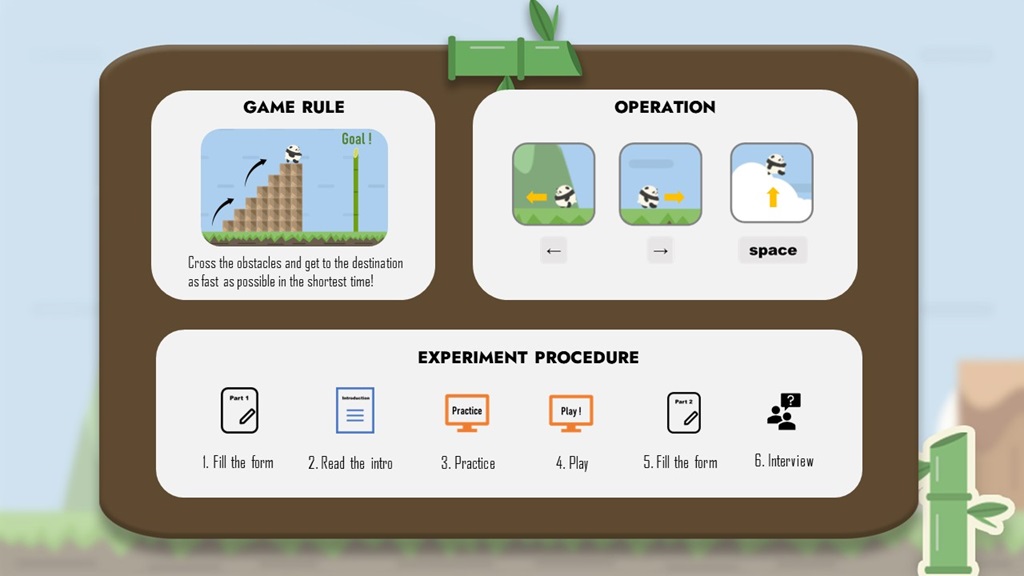 GAME RULE
Goal !
Cross the obstacles and get to the destination
as fast as possible in the shortest time!
OPERATION
← → space
EXPERIMENT PROCEDURE
Part 1
Introduction
Practice
Play !
Part 2
?
1. Fill the form
2. Read the intro
3. Practice
4. Play
5. Fill the form
6. Interview